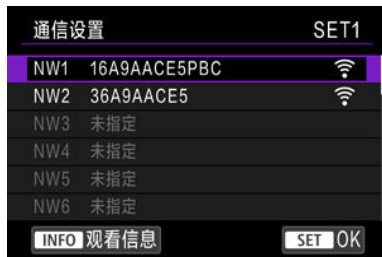 通信设置 SET1
NW1 16A9AACE5PBC
NW2 36A9AACE5
NW3 未指定
NW4 未指定
NW5 未指定
NW6 未指定
INFO 观看信息 SET OK